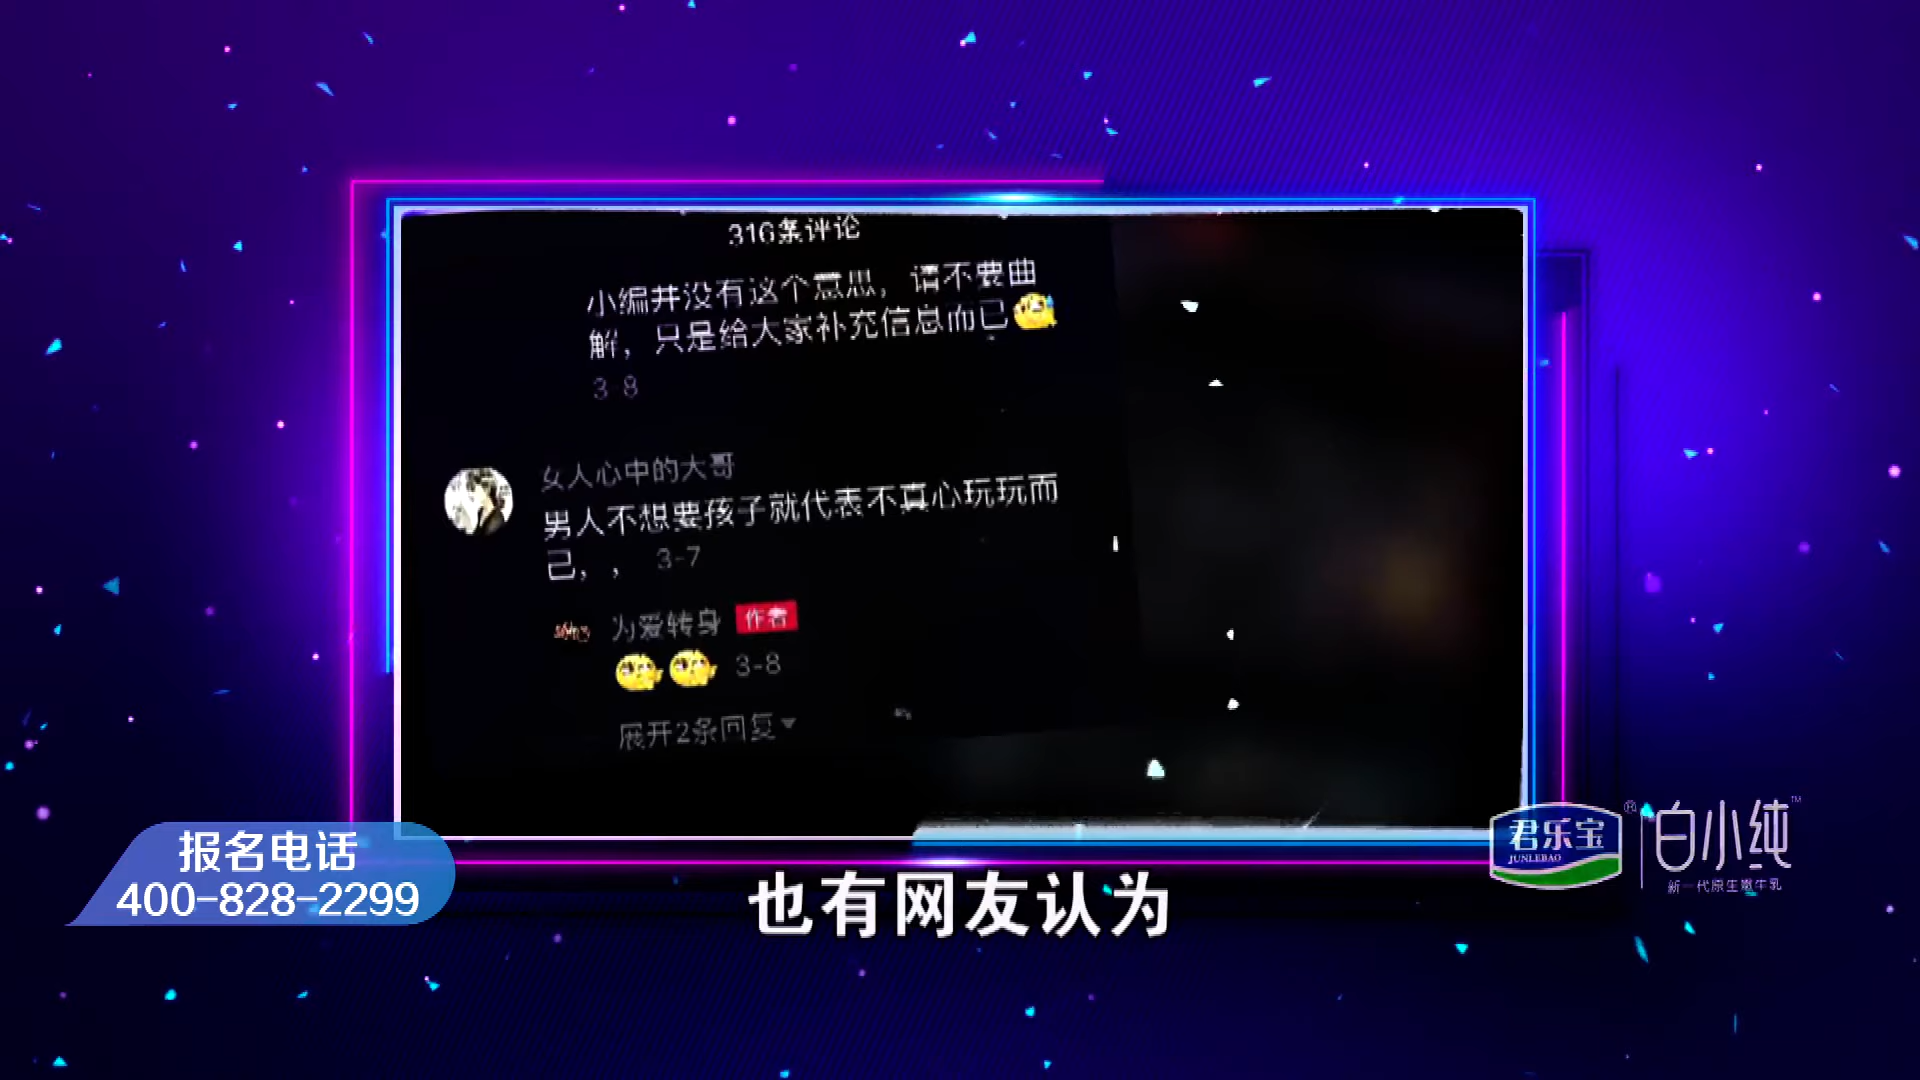 316条评论
小编并没有这个意思，请不要曲
解，只是给大家补充信息而已
3-8
女人心中的大哥
男人不想要孩子就代表不真心玩玩而
己，， 3-7
为爱转身 作者
3-8
展开2条回复
报名电话
400-828-2299
君乐宝®
JUNLEBAO
白小纯™
新一代原生嫩牛乳
也有网友认为